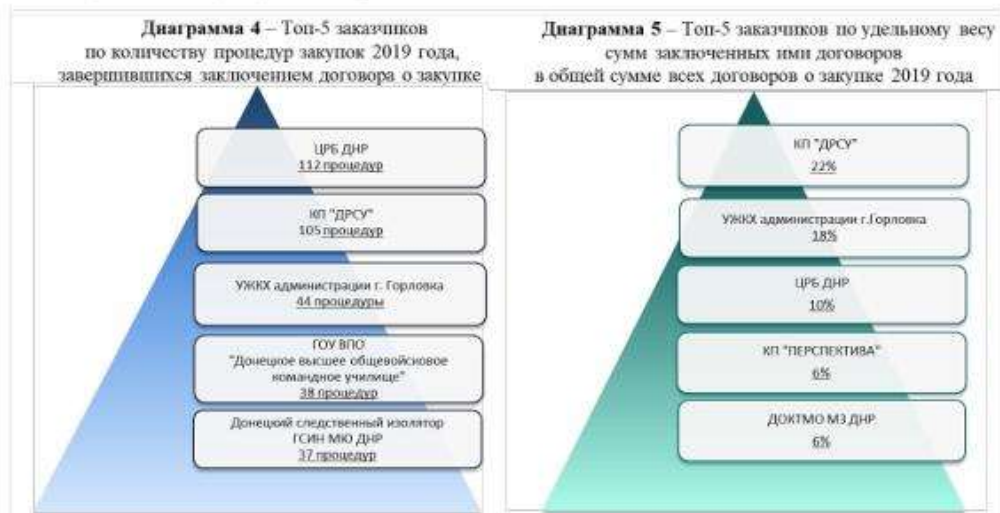 Диаграмма 4 – Топ-5 заказчиков
по количеству процедур закупок 2019 года,
завершившихся заключением договора о закупке
ЦРБ ДНР
112 процедур
КП "ДРСУ"
105 процедур
УЖКХ администрации г. Горловка
44 процедуры
ГОУ ВПО
"Донецкое высшее общевойсковое
командное училище"
38 процедур
Донецкий следственный изолятор
ГСИН МЮ ДНР
37 процедур
Диаграмма 5 – Топ-5 заказчиков по удельному весу
сумм заключенных ими договоров
в общей сумме всех договоров о закупке 2019 года
КП "ДРСУ"
22%
УЖКХ администрации г.Горловка
18%
ЦРБ ДНР
10%
КП "ПЕРСПЕКТИВА"
6%
ДОКТМО МЗ ДНР
6%